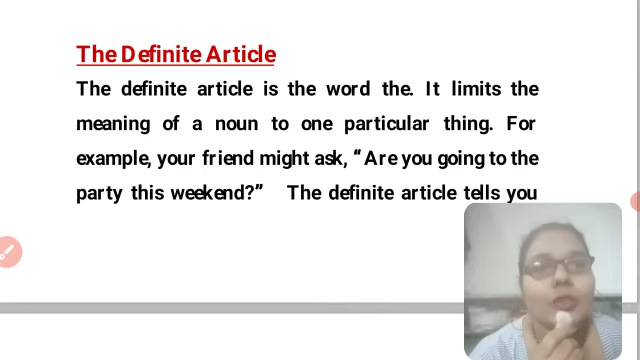 The Definite Article
The definite article is the word the. It limits the
meaning of a noun to one particular thing. For
example, your friend might ask, “Are you going to the
party this weekend?” The definite article tells you